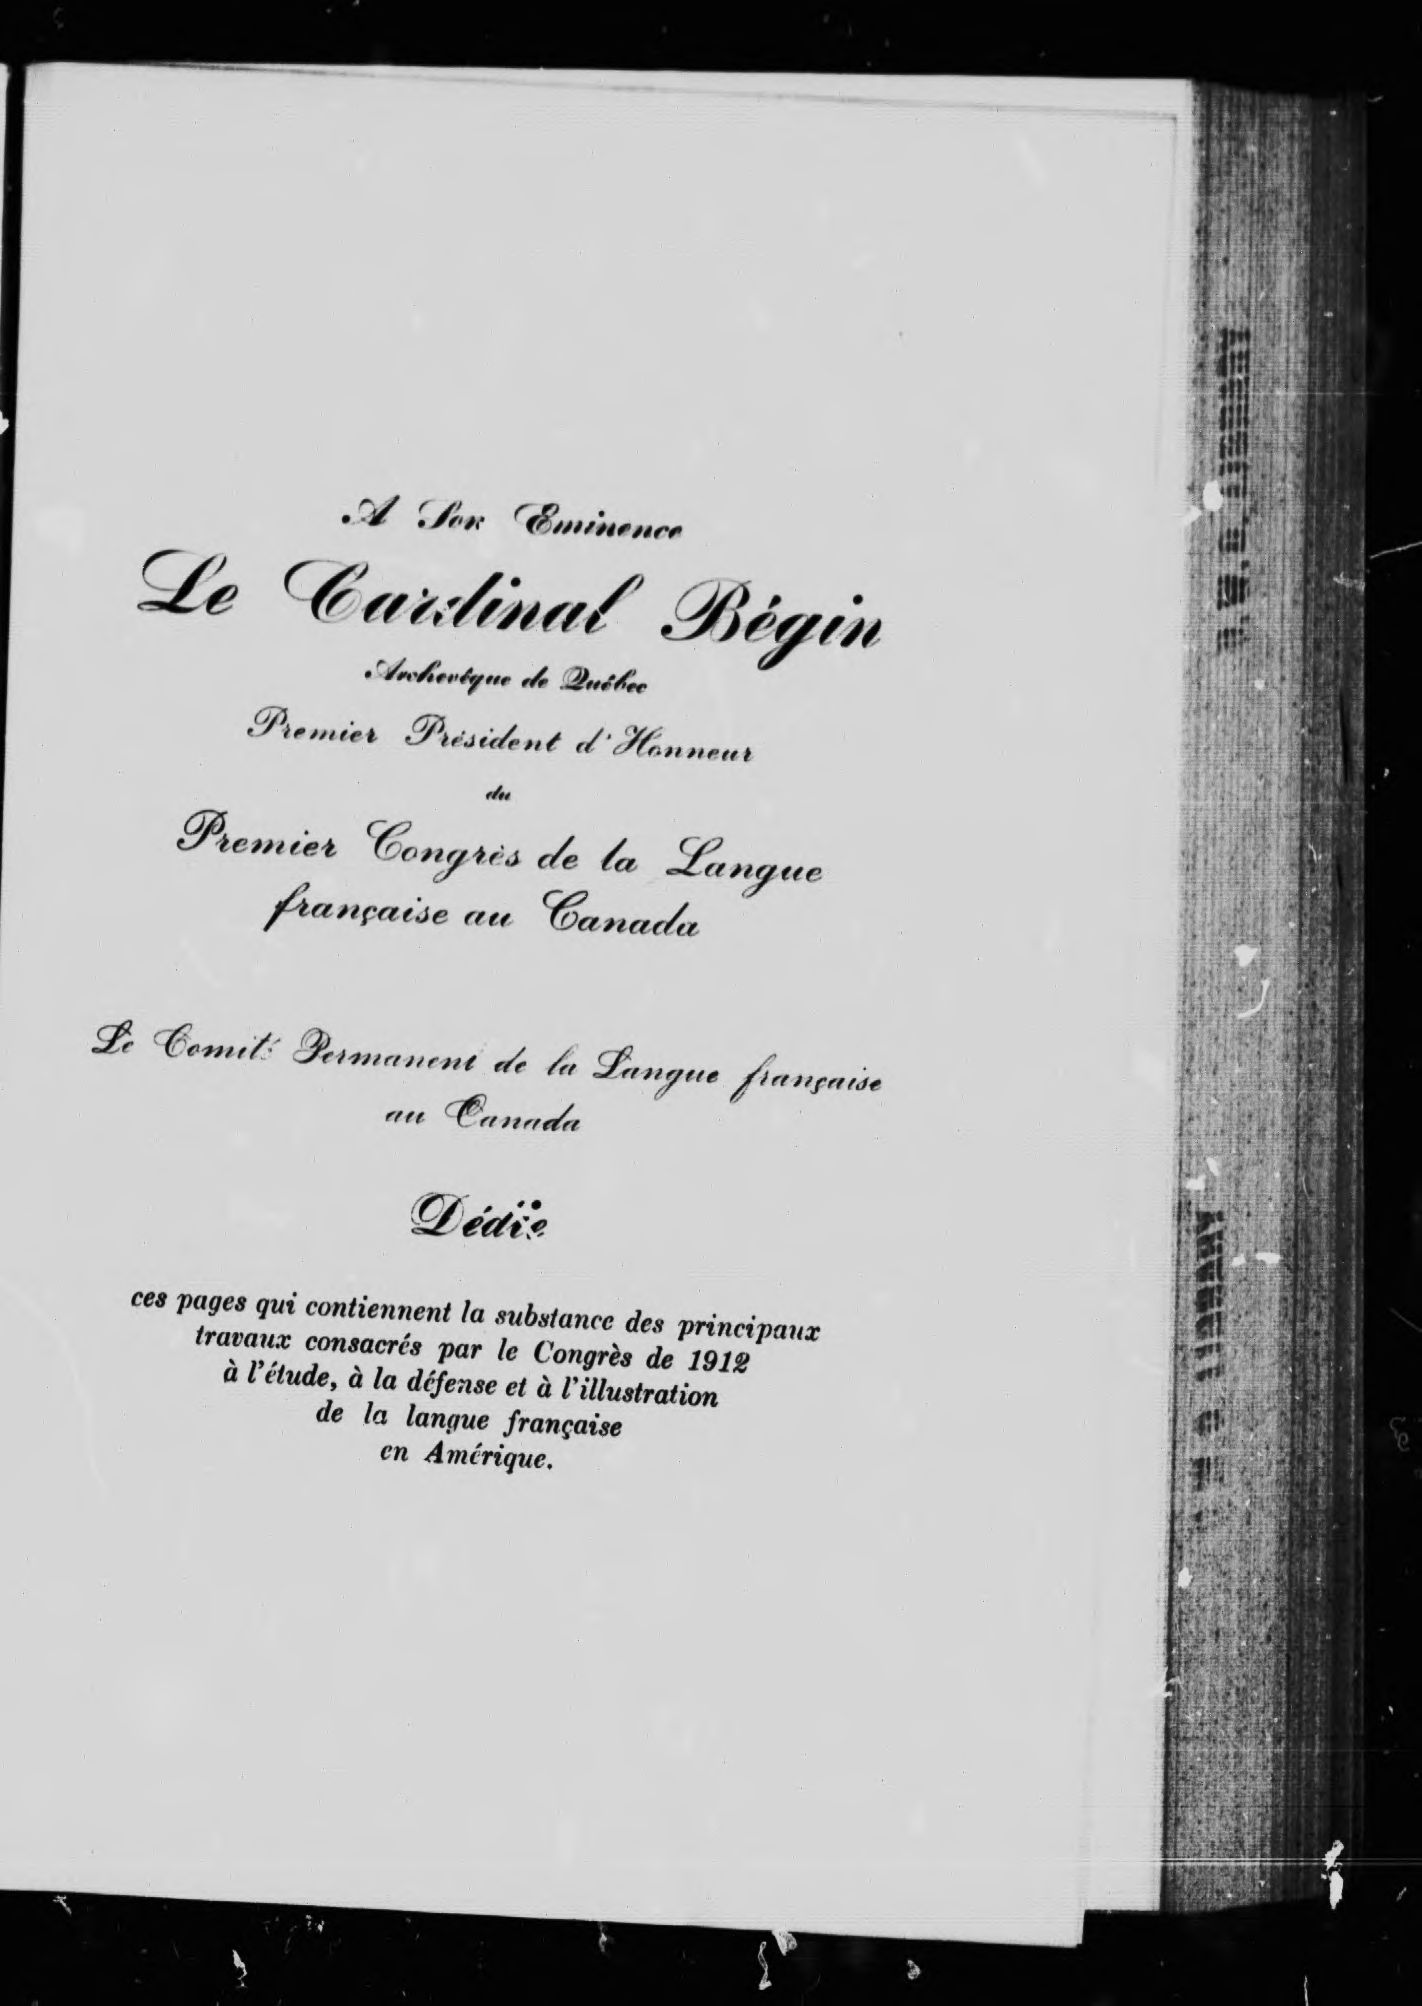 A Son Eminence
Le Cardinal Bégin
Archevêque de Québec
Premier Président d'Honneur
du
Premier Congrès de la Langue
française au Canada
Le Comité Permanent de la Langue française
au Canada
Dédie
ces pages qui contiennent la substance des principaux
travaux consacrés par le Congrès de 1912
à l'étude, à la défense et à l'illustration
de la langue française
en Amérique.